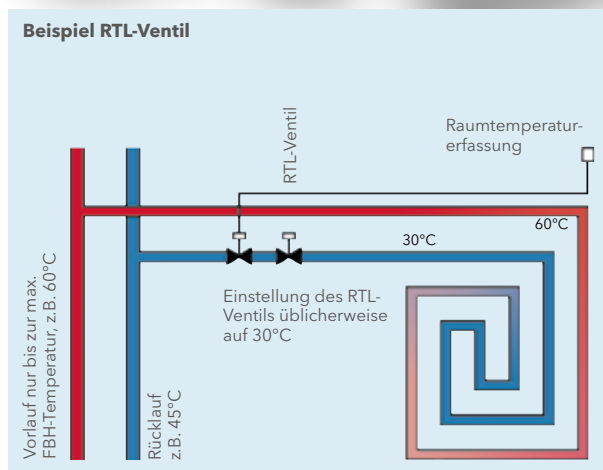 Beispiel RTL-Ventil
RTL-Ventil
Raumtemperatur-
erfassung
60°C
30°C
Einstellung des RTL-
Ventils üblicherweise
auf 30°C
Vorlauf nur bis zur max.
FBH-Temperatur, z.B. 60°C
Rücklauf
z.B. 45°C